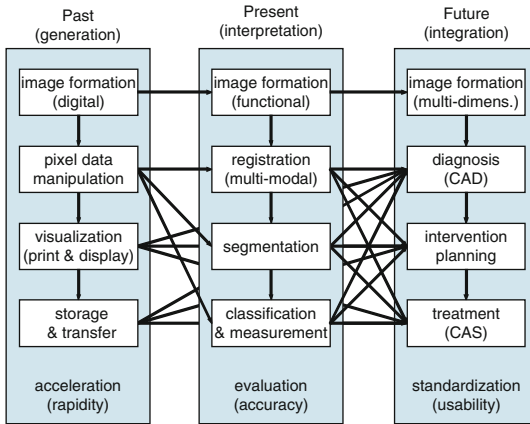 Past
(generation)
image formation
(digital)
pixel data
manipulation
visualization
(print & display)
storage
& transfer
acceleration
(rapidity)
Present
(interpretation)
image formation
(functional)
registration
(multi-modal)
segmentation
classification
& measurement
evaluation
(accuracy)
Future
(integration)
image formation
(multi-dimens.)
diagnosis
(CAD)
intervention
planning
treatment
(CAS)
standardization
(usability)